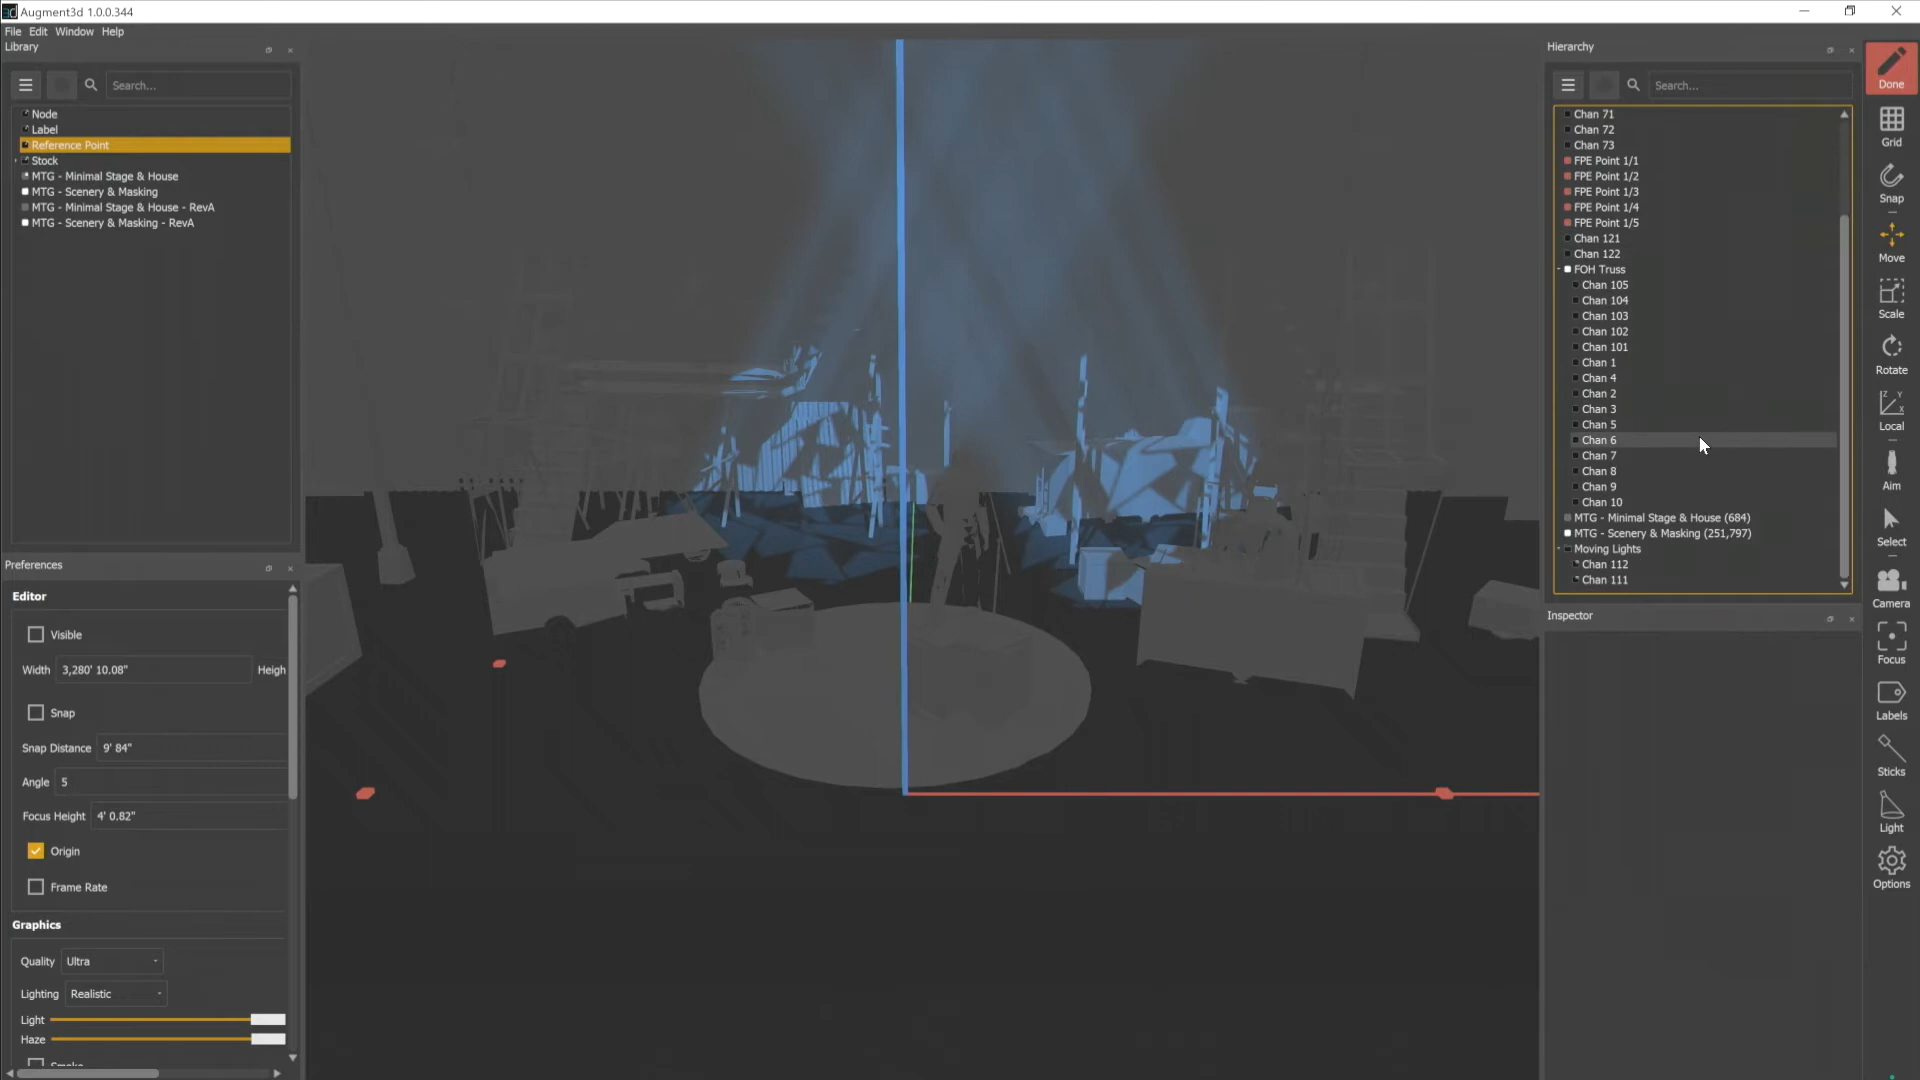 Augment3d 1.0.0.344
File Edit Window Help
Library
Search...
Node
Label
Reference Point
Stock
MTG - Minimal Stage & House
MTG - Scenery & Masking
MTG - Minimal Stage & House - RevA
MTG - Scenery & Masking - RevA
Preferences
Editor
Visible
Width 3,280' 10.08" Heigh
Snap
Snap Distance 9' 84"
Angle 5
Focus Height 4' 0.82"
Origin
Frame Rate
Graphics
Quality Ultra
Lighting Realistic
Light
Haze
Smoke
Hierarchy
Search...
Chan 71
Chan 72
Chan 73
FPE Point 1/1
FPE Point 1/2
FPE Point 1/3
FPE Point 1/4
FPE Point 1/5
Chan 121
Chan 122
FOH Truss
Chan 105
Chan 104
Chan 103
Chan 102
Chan 101
Chan 1
Chan 4
Chan 2
Chan 3
Chan 5
Chan 6
Chan 7
Chan 8
Chan 9
Chan 10
MTG - Minimal Stage & House (684)
MTG - Scenery & Masking (251,797)
Moving Lights
Chan 112
Chan 111
Inspector
Done
Grid
Snap
Move
Scale
Rotate
Z Y
X
Local
Aim
Select
Camera
Focus
Labels
Sticks
Light
Options